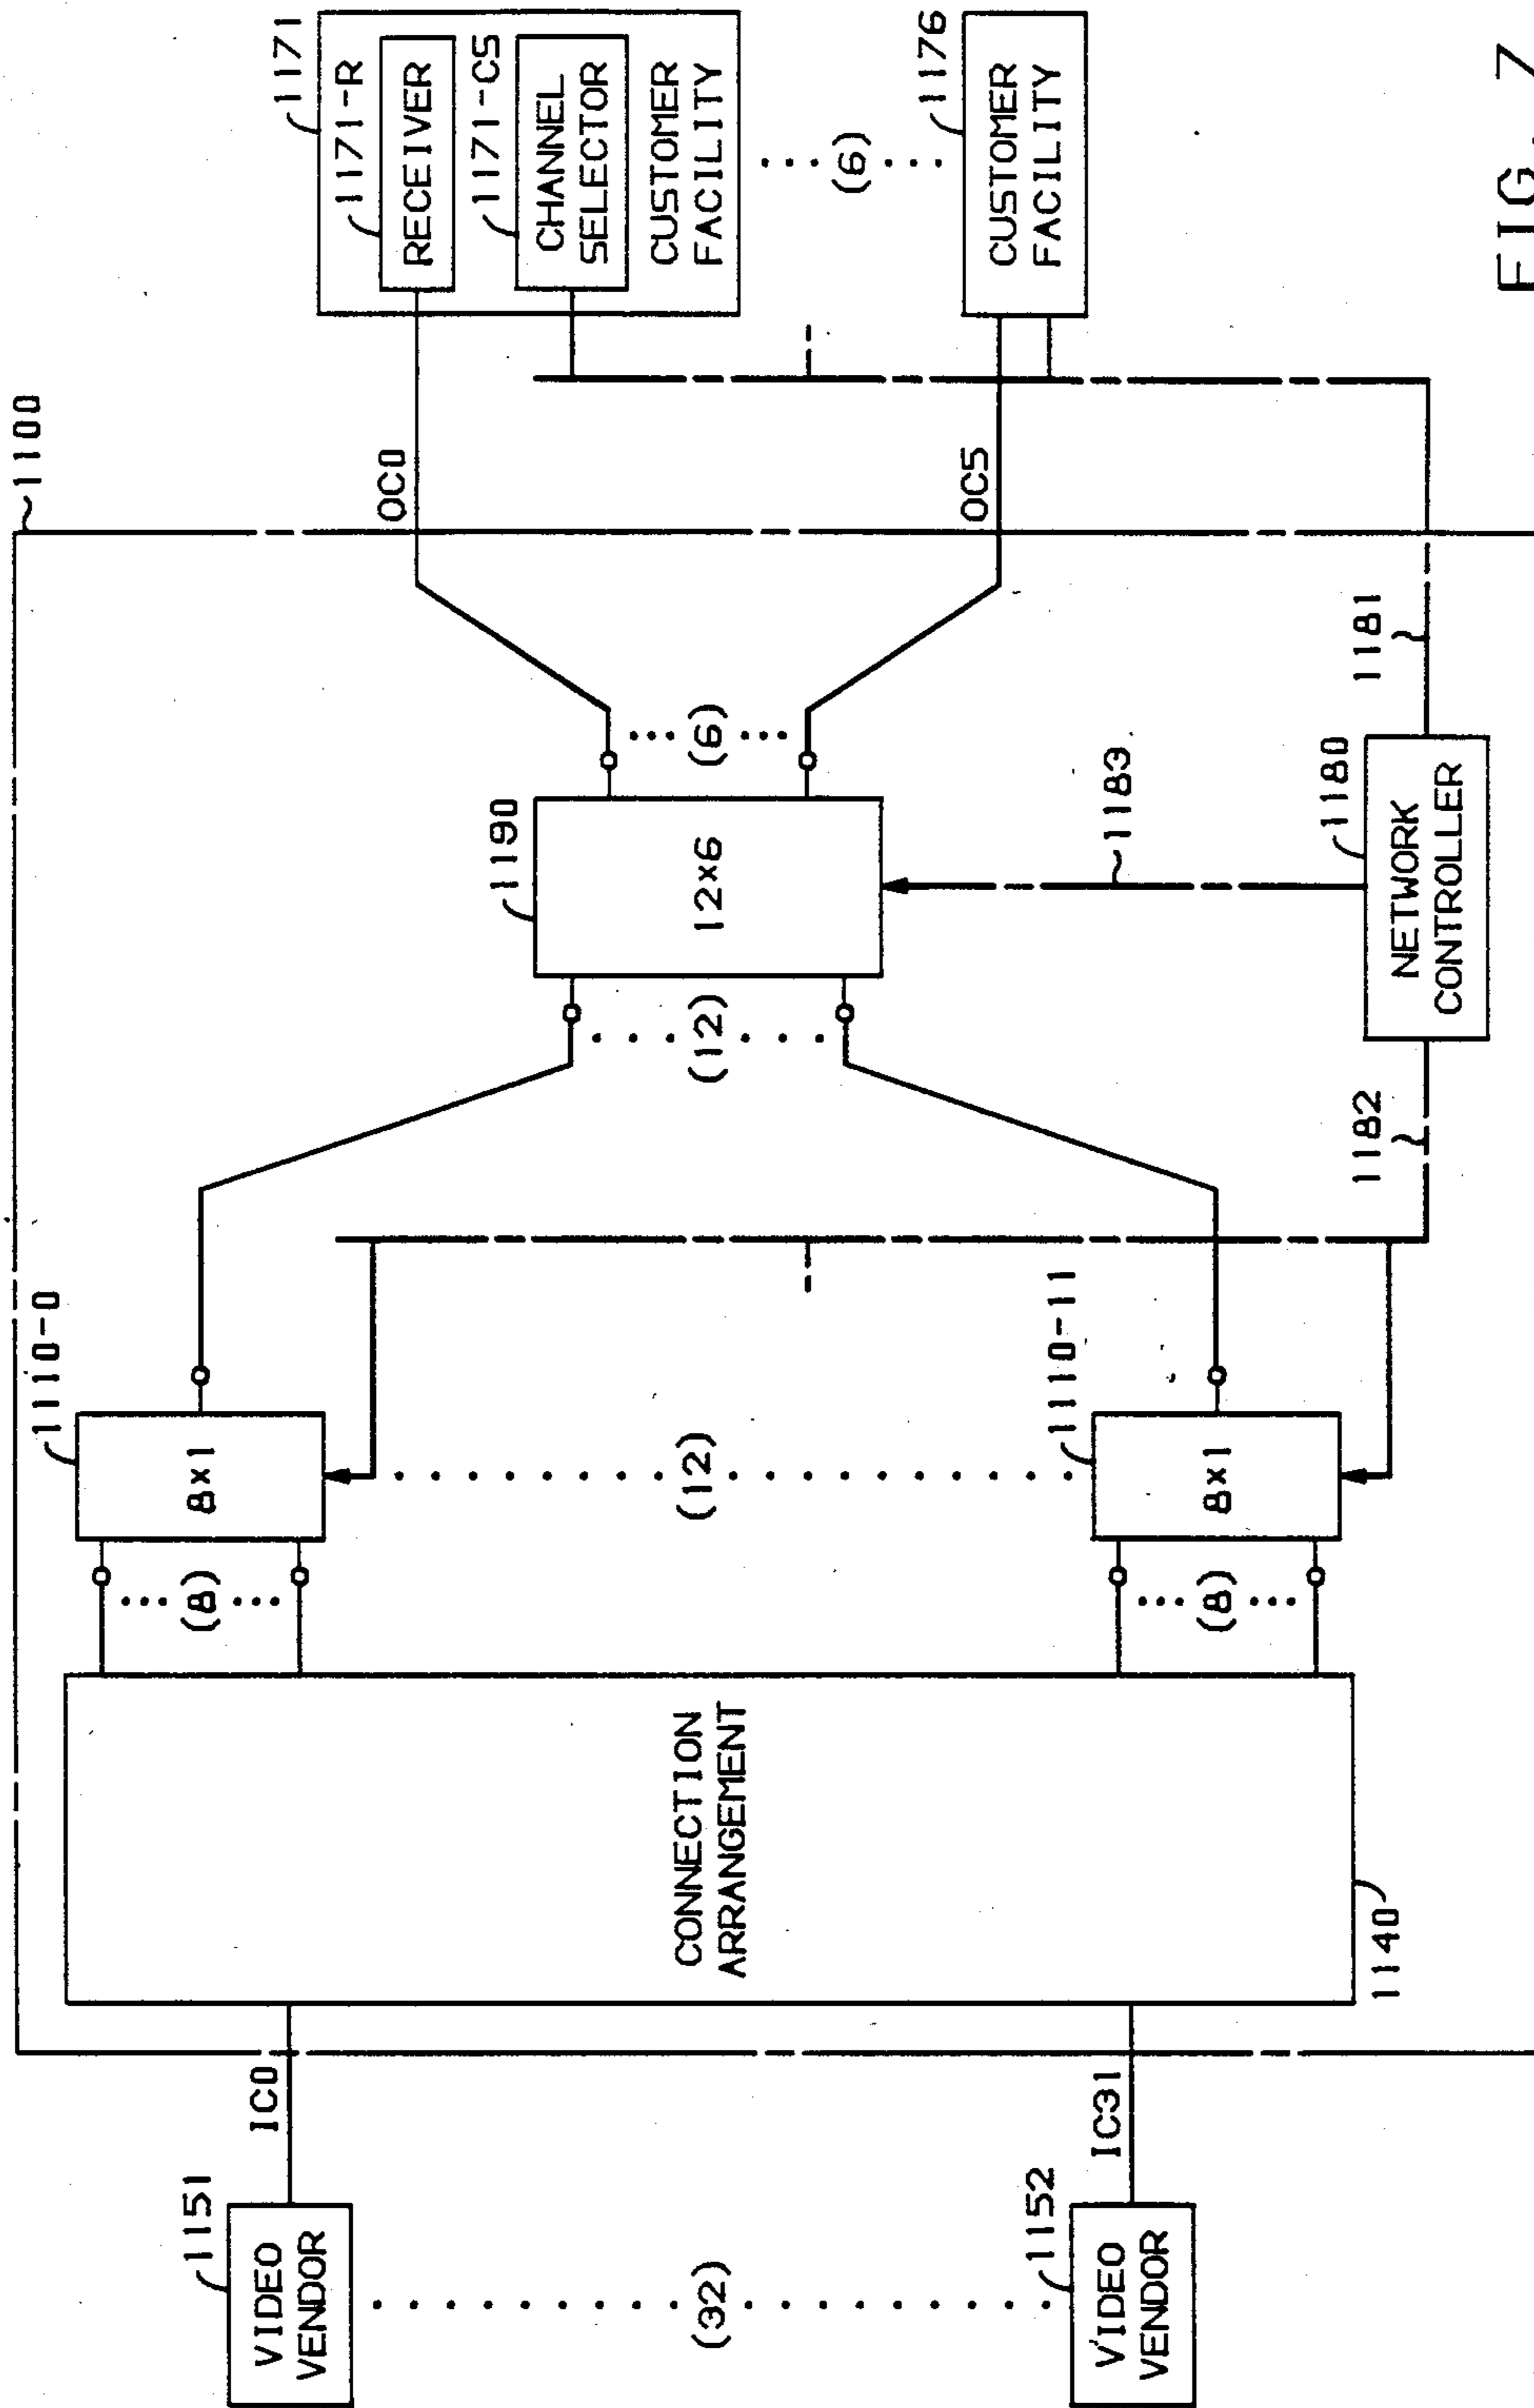 1100
1151
VIDEO
VENDOR
IC0
(32)
1152
VIDEO
VENDOR
IC31
CONNECTION
ARRANGEMENT
1140
(8)
1110-0
8×1
(12)
(8)
1110-11
8×1
(12)
1190
12×6
(6)
1182
1183
1180
NETWORK
CONTROLLER
1181
OC0
OC5
1171
1171-R
RECEIVER
1171-CS
CHANNEL
SELECTOR
CUSTOMER
FACILITY
(6)
1176
CUSTOMER
FACILITY
FIG. 7